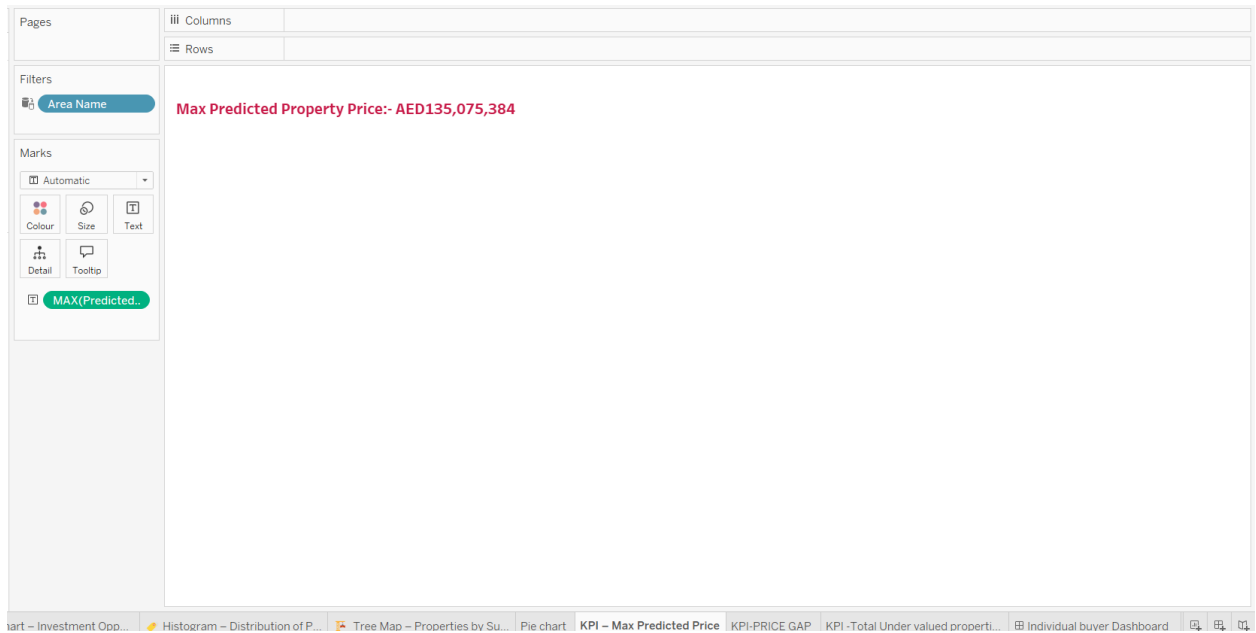 Pages
iii Columns
Rows
Filters
Area Name
Max Predicted Property Price:- AED135,075,384
Marks
Automatic
Colour
Size
Text
Detail
Tooltip
MAX(Predicted..
art – Investment Opp...
Histogram – Distribution of P...
Tree Map – Properties by Su...
Pie chart
KPI – Max Predicted Price
KPI-PRICE GAP
KPI -Total Under valued properti...
Individual buyer Dashboard